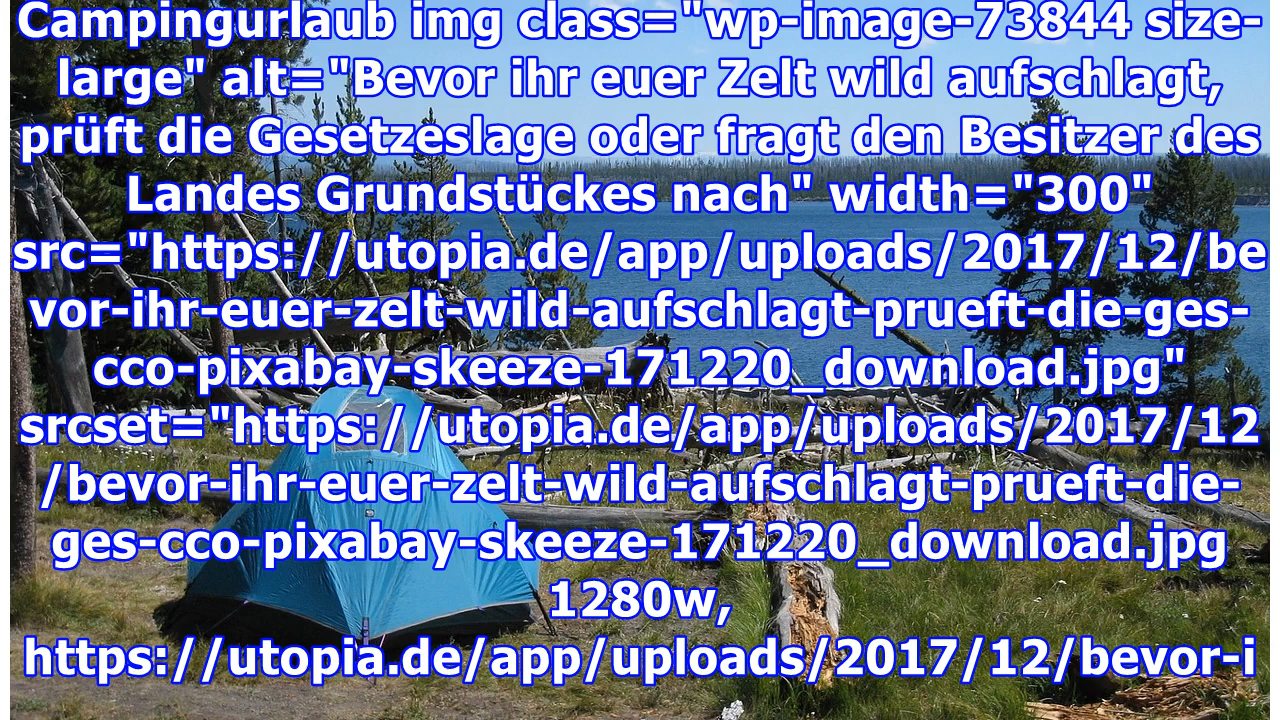 Campingurlaub img class="wp-image-73844 size-
large" alt="Bevor ihr euer Zelt wild aufschlagt,
prüft die Gesetzeslage oder fragt den Besitzer des
Landes Grundstückes nach" width="300"
src="https://utopia.de/app/uploads/2017/12/be
vor-ihr-euer-zelt-wild-aufschlagt-prueft-die-ges-
cco-pixabay-skeeze-171220_download.jpg"
srcset="https://utopia.de/app/uploads/2017/12
/bevor-ihr-euer-zelt-wild-aufschlagt-prueft-die-
ges-cco-pixabay-skeeze-171220_download.jpg
1280w,
https://utopia.de/app/uploads/2017/12/bevor-i